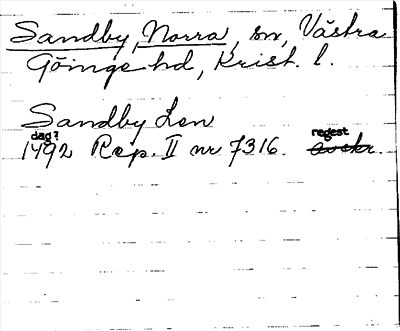 Sandby, Norra, sn, Västra
Göinge hd, Krist. l.
Sandby Len
dag? regest
1492 Rep. II nr 7316. avskr.